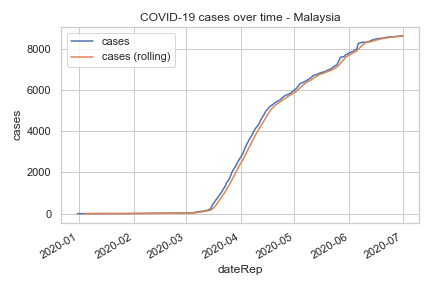 COVID-19 cases over time - Malaysia
cases
cases (rolling)
8000
6000
4000
2000
0
cases
2020-01
2020-02
2020-03
2020-04
2020-05
2020-06
2020-07
dateRep